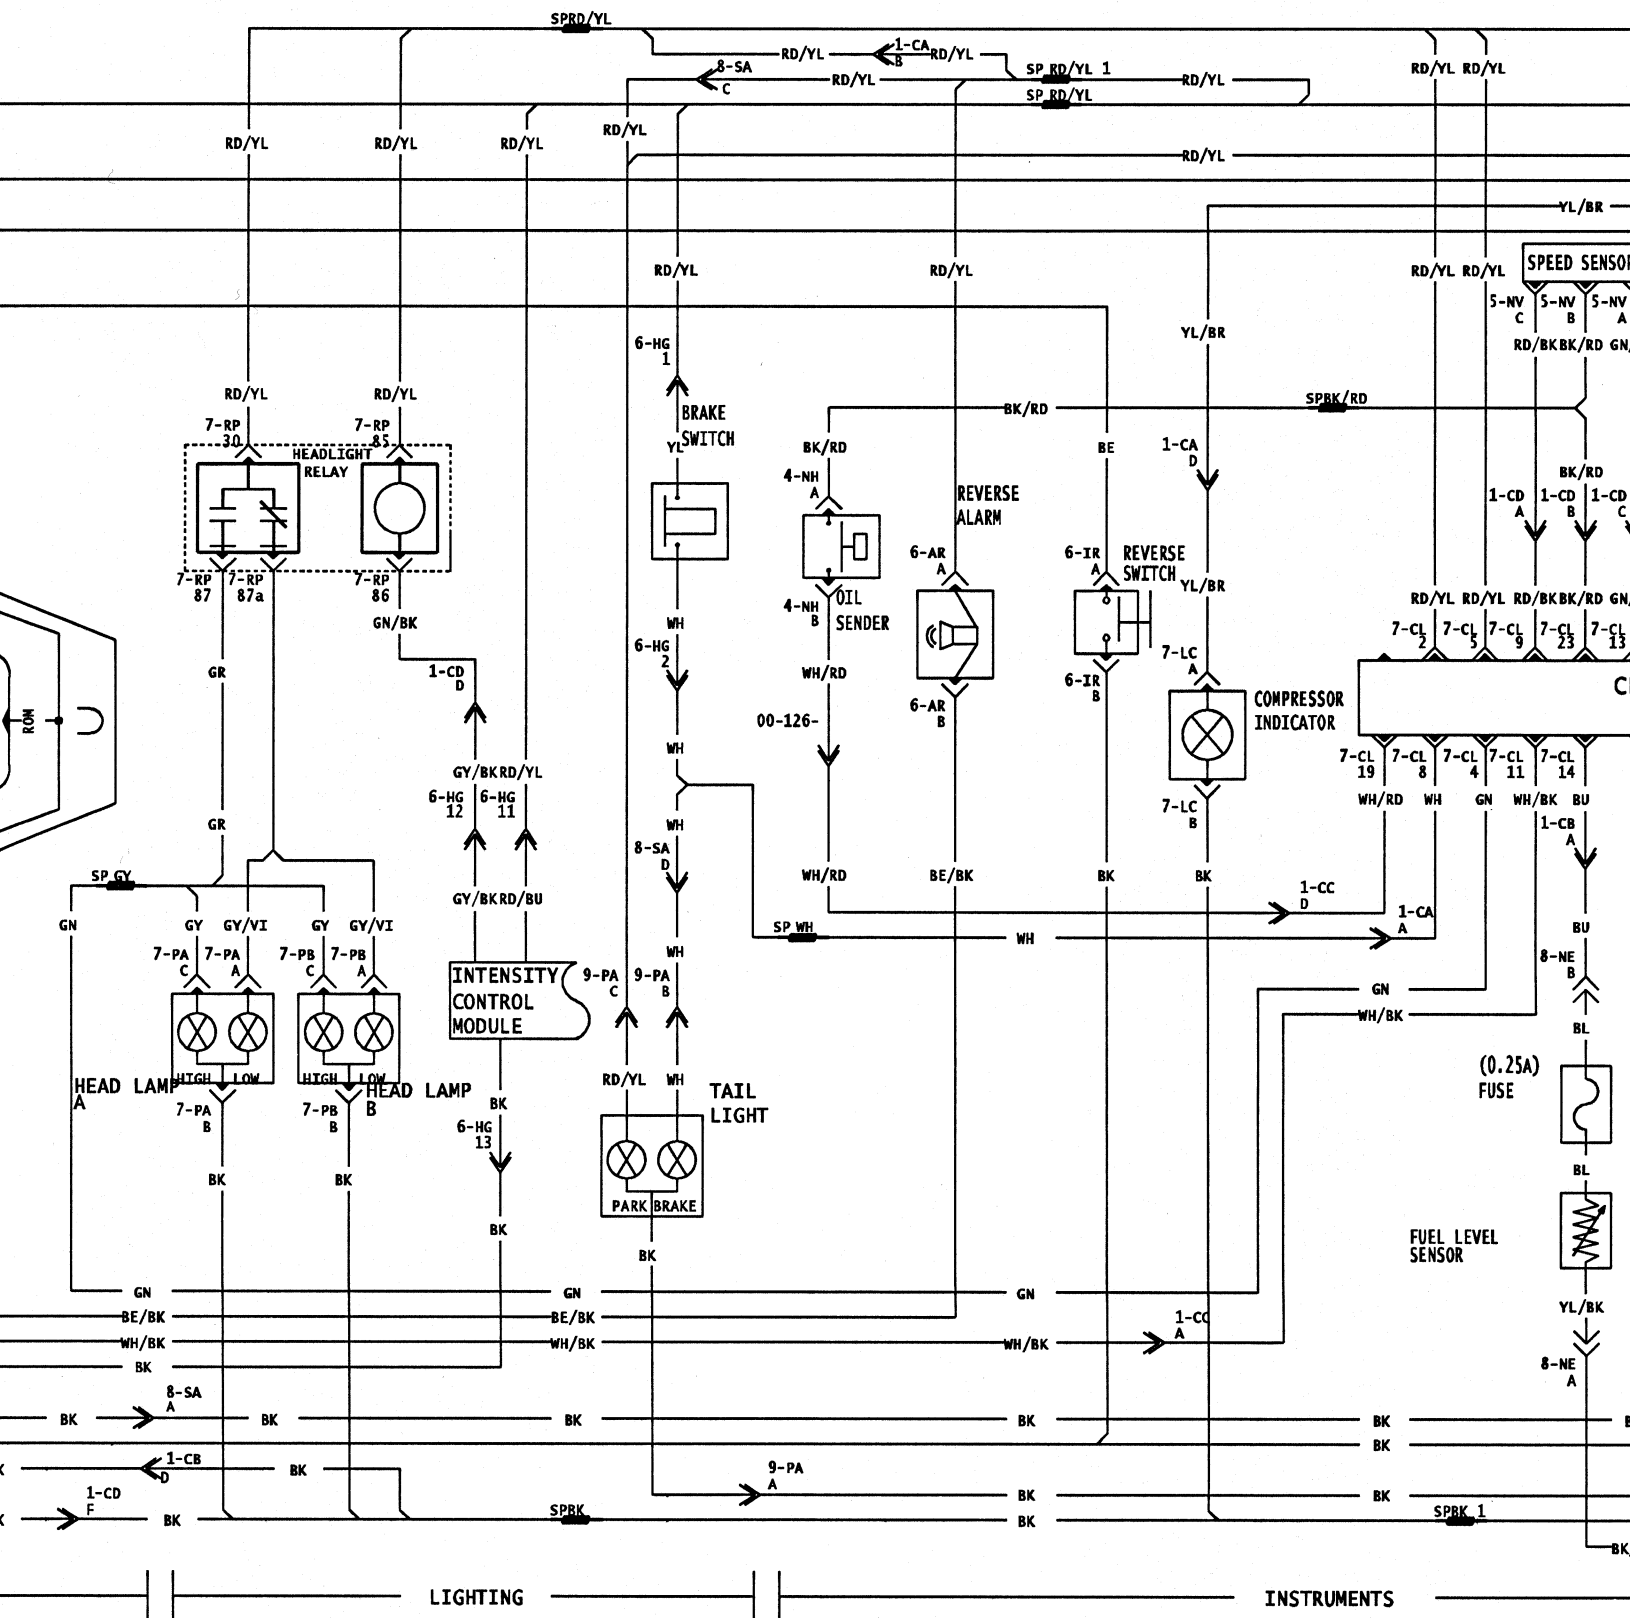 SPRD/YL
RD/YL
1-CA
B
RD/YL
8-SA
C
RD/YL
SP RD/YL 1
RD/YL
RD/YL RD/YL
SP RD/YL
RD/YL
RD/YL
RD/YL
RD/YL
RD/YL
YL/BR
RD/YL
RD/YL
RD/YL RD/YL
SPEED SENSO
5-NV
C
5-NV
B
5-NV
A
YL/BR
RD/BK BK/RD GN/
6-HG
1
RD/YL
RD/YL
BK/RD
SPBK/RD
7-RP
30
7-RP
85
HEADLIGHT
RELAY
BRAKE
SWITCH
YL
BK/RD
BE
1-CA
D
4-NH
A
BK/RD
1-CD
A
1-CD
B
1-CD
C
REVERSE
ALARM
6-AR
A
6-IR
A
REVERSE
SWITCH
YL/BR
7-RP
87
7-RP
87a
7-RP
86
GN/BK
4-NH
B
OIL
SENDER
WH
RD/YL RD/YL RD/BK BK/RD GN/
7-CL
2
7-CL
5
7-CL
9
7-CL
23
7-CL
13
6-HG
2
GR
1-CD
D
WH/RD
6-IR
B
7-LC
A
6-AR
B
COMPRESSOR
INDICATOR
ROM
00-126-
WH
GY/BK RD/YL
6-HG
12
6-HG
11
7-CL
19
7-CL
8
7-CL
4
7-CL
11
7-CL
14
WH/RD WH GN WH/BK BU
7-LC
B
GR
WH
8-SA
D
1-CB
A
SP GY
WH/RD
BE/BK
BK
BK
1-CC
D
GY/BK RD/BU
GN
GY
GY/VI
GY
GY/VI
SP WH
WH
1-CA
A
BU
7-PA
C
7-PA
A
7-PB
C
7-PB
A
WH
8-NE
B
INTENSITY
CONTROL
MODULE
9-PA
C
9-PA
B
GN
WH/BK
BL
(0.25A)
FUSE
HIGH LOW
HIGH LOW
HEAD LAMP
A
HEAD LAMP
B
RD/YL
WH
TAIL
LIGHT
7-PA
B
7-PB
B
BK
6-HG
13
BK
BK
BL
PARK BRAKE
BK
BK
FUEL LEVEL
SENSOR
GN
GN
GN
BE/BK
BE/BK
YL/BK
WH/BK
WH/BK
WH/BK
1-CC
A
BK
8-NE
A
8-SA
A
BK
BK
BK
BK
BK
BK
1-CB
D
BK
9-PA
A
BK
BK
1-CD
F
BK
SPBK
BK
SPBK 1
BK/
LIGHTING
INSTRUMENTS